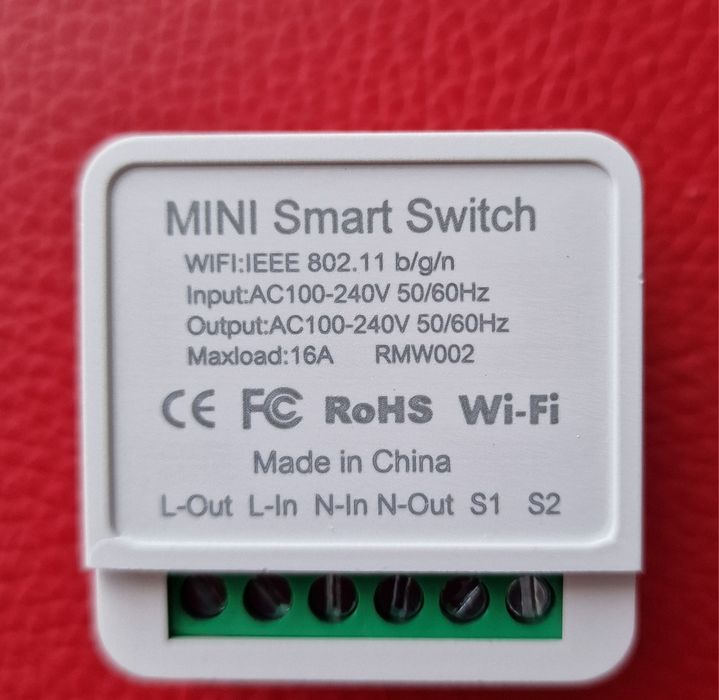 MINI Smart Switch
WIFI:IEEE 802.11 b/g/n
Input:AC100-240V 50/60Hz
Output:AC100-240V 50/60Hz
Maxload:16A RMW002
CE FC RoHS Wi-Fi
Made in China
L-Out L-In N-In N-Out S1 S2